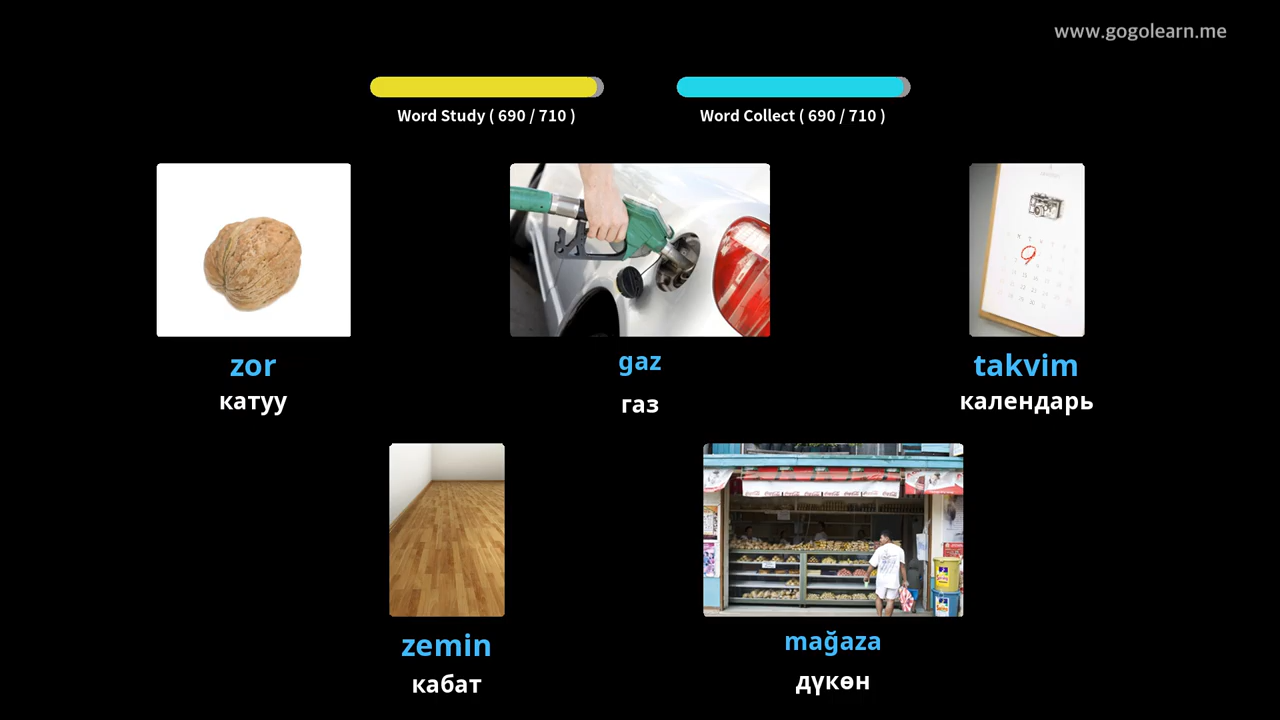 www.gogolearn.me
Word Study ( 690 / 710 )
Word Collect ( 690 / 710 )
zor
катуу
gaz
газ
takvim
календарь
zemin
кабат
mağaza
дүкөн